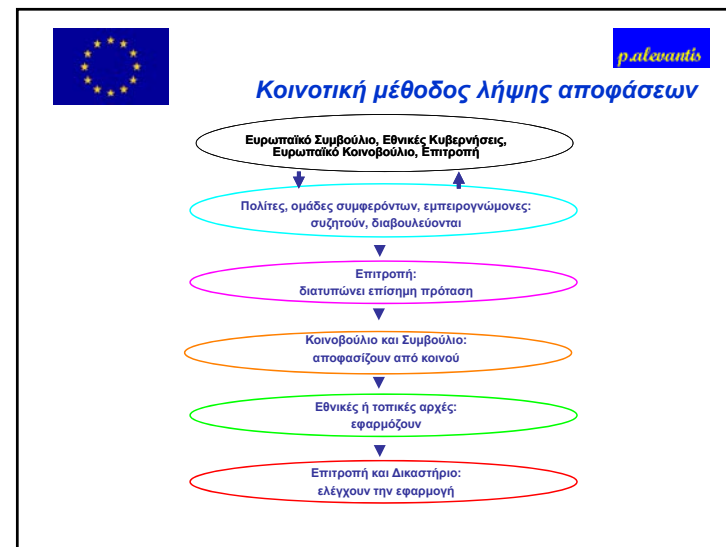 p.alevantis
Κοινοτική μέθοδος λήψης αποφάσεων
Ευρωπαϊκό Συμβούλιο, Εθνικές Κυβερνήσεις,
Ευρωπαϊκό Κοινοβούλιο, Επιτροπή
Πολίτες, ομάδες συμφερόντων, εμπειρογνώμονες:
συζητούν, διαβουλεύονται
Επιτροπή:
διατυπώνει επίσημη πρόταση
Κοινοβούλιο και Συμβούλιο:
αποφασίζουν από κοινού
Εθνικές ή τοπικές αρχές:
εφαρμόζουν
Επιτροπή και Δικαστήριο:
ελέγχουν την εφαρμογή